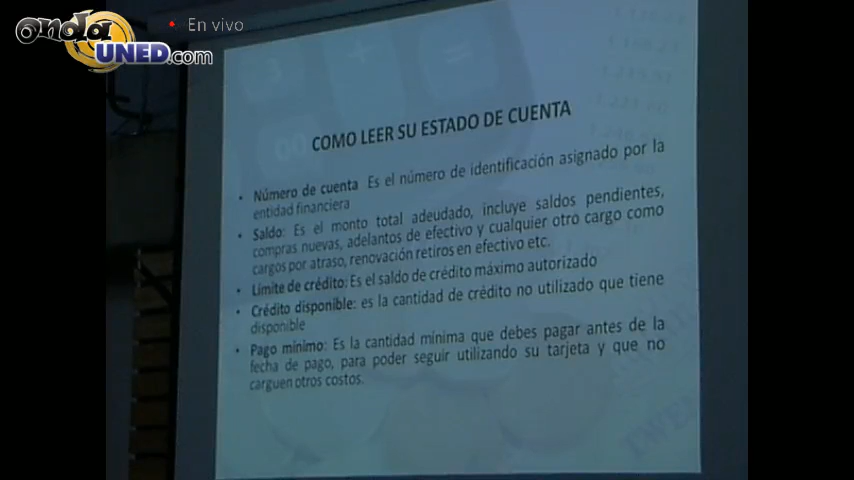 onda
UNED.com
En vivo
COMO LEER SU ESTADO DE CUENTA
• Número de cuenta Es el número de identificación asignado por la
entidad financiera
• Saldo: Es el monto total adeudado, incluye saldos pendientes,
compras nuevas, adelantos de efectivo y cualquier otro cargo como
cargos por atraso, renovación retiros en efectivo etc.
• Límite de crédito: Es el saldo de crédito máximo autorizado
• Crédito disponible: es la cantidad de crédito no utilizado que tiene
disponible
• Pago mínimo: Es la cantidad mínima que debes pagar antes de la
fecha de pago, para poder seguir utilizando su tarjeta y que no
carguen otros costos.